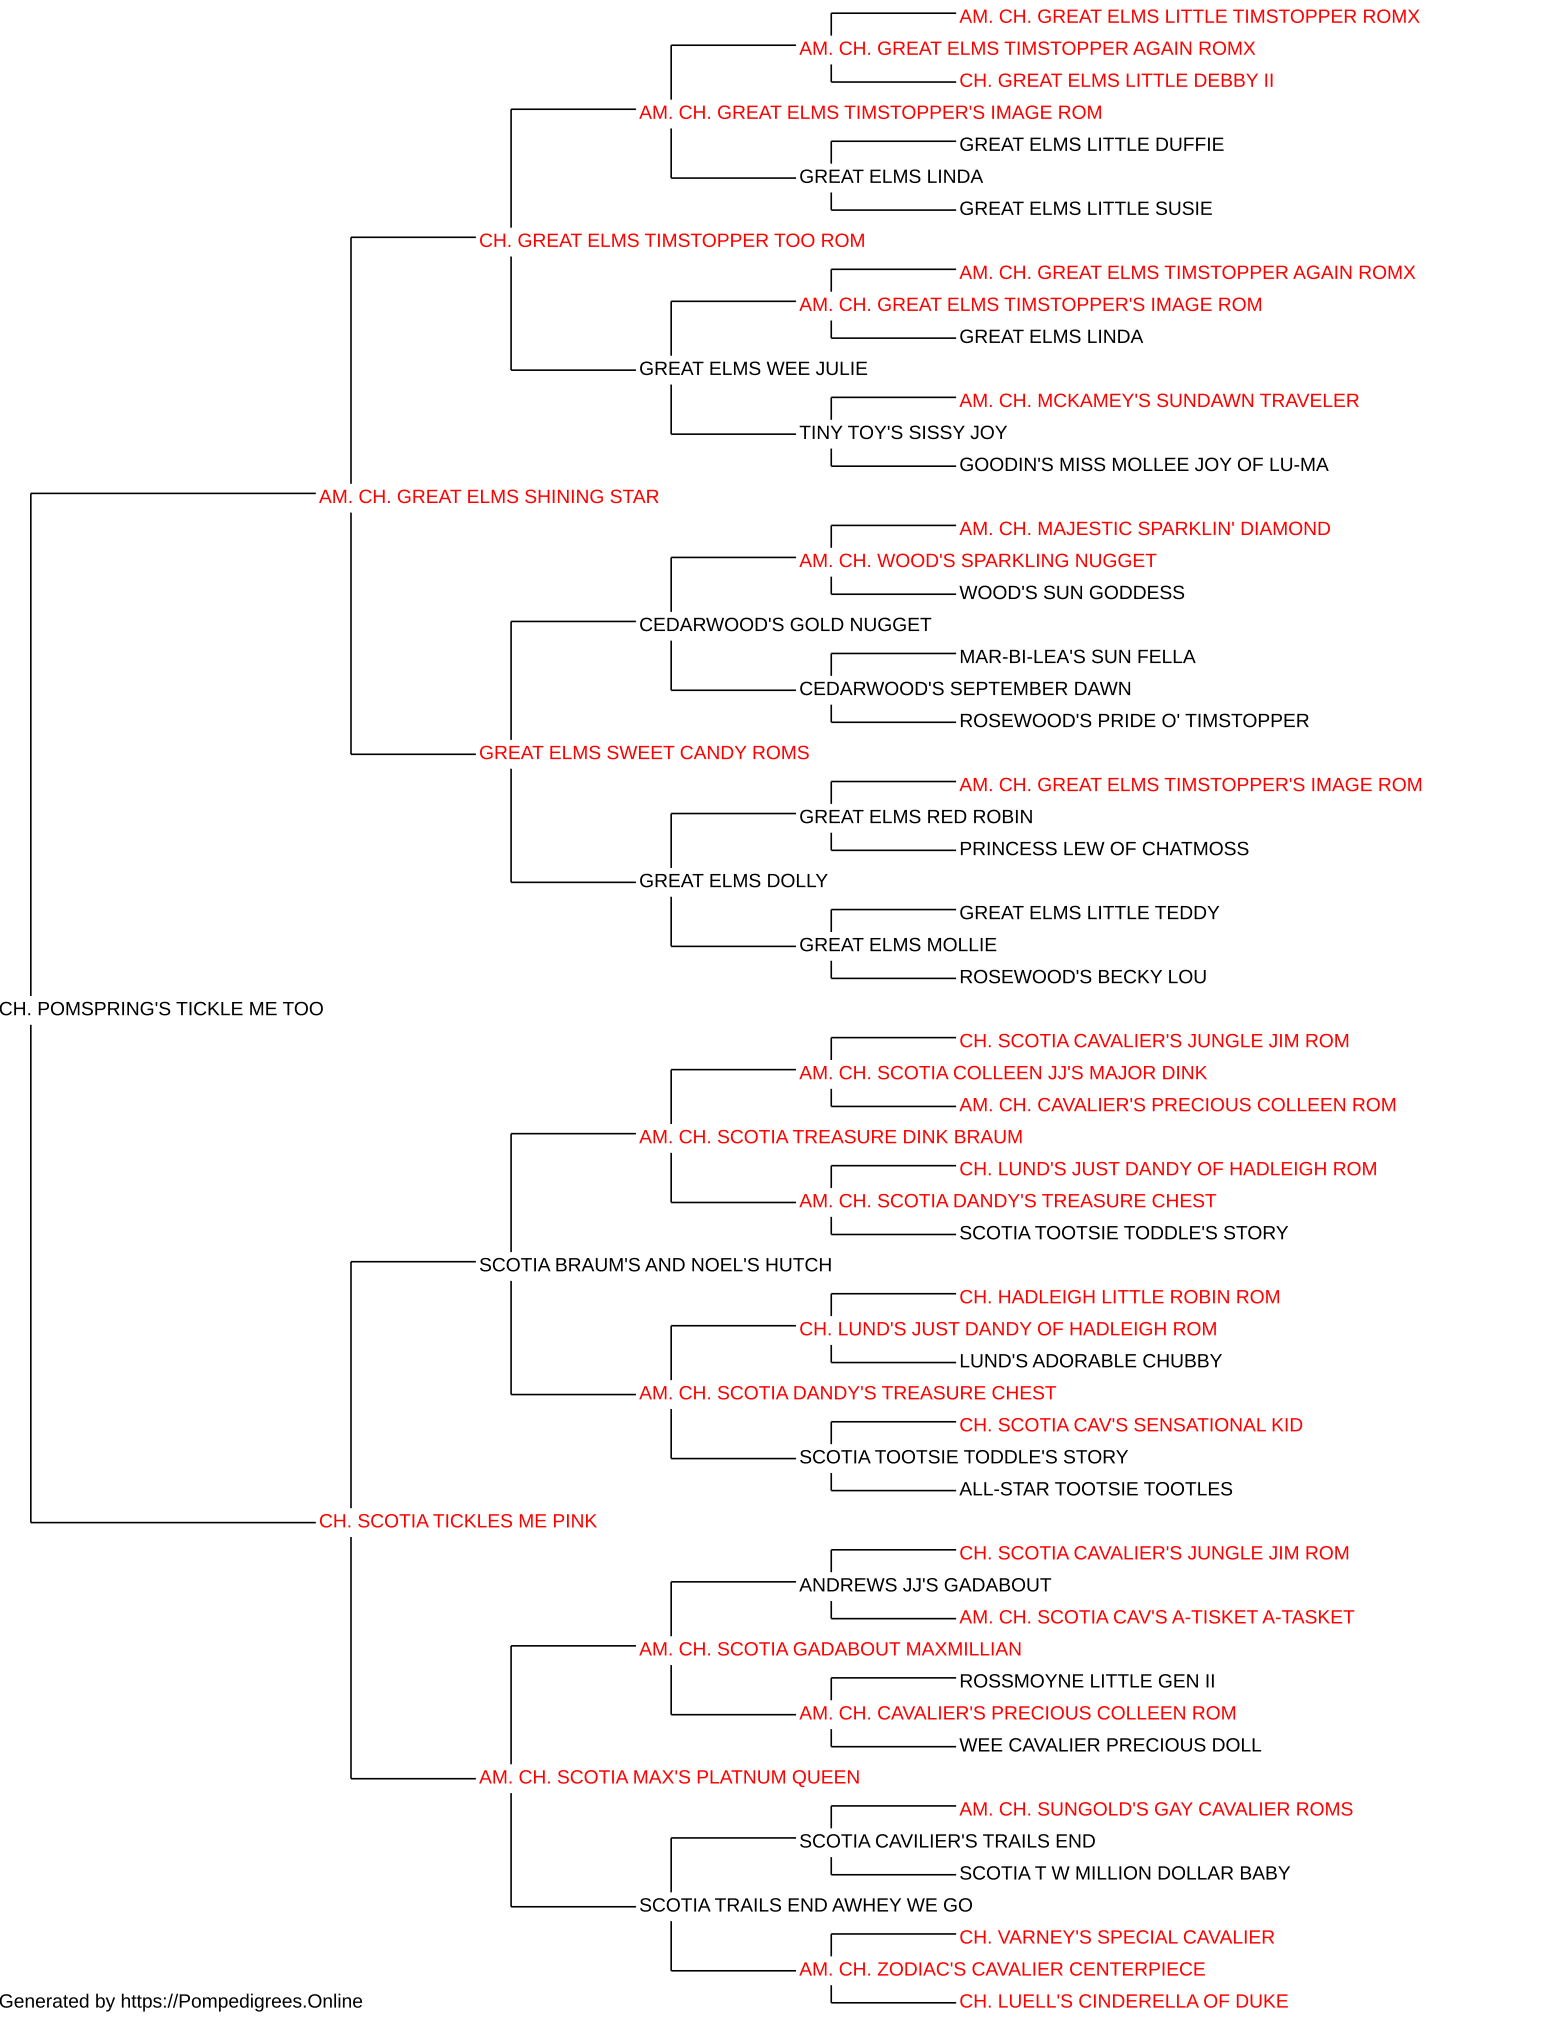 AM. CH. GREAT ELMS LITTLE TIMSTOPPER ROMX
AM. CH. GREAT ELMS TIMSTOPPER AGAIN ROMX
CH. GREAT ELMS LITTLE DEBBY II
AM. CH. GREAT ELMS TIMSTOPPER'S IMAGE ROM
GREAT ELMS LITTLE DUFFIE
GREAT ELMS LINDA
GREAT ELMS LITTLE SUSIE
CH. GREAT ELMS TIMSTOPPER TOO ROM
AM. CH. GREAT ELMS TIMSTOPPER AGAIN ROMX
AM. CH. GREAT ELMS TIMSTOPPER'S IMAGE ROM
GREAT ELMS LINDA
GREAT ELMS WEE JULIE
AM. CH. MCKAMEY'S SUNDAWN TRAVELER
TINY TOY'S SISSY JOY
GOODIN'S MISS MOLLEE JOY OF LU-MA
AM. CH. GREAT ELMS SHINING STAR
AM. CH. MAJESTIC SPARKLIN' DIAMOND
AM. CH. WOOD'S SPARKLING NUGGET
WOOD'S SUN GODDESS
CEDARWOOD'S GOLD NUGGET
MAR-BI-LEA'S SUN FELLA
CEDARWOOD'S SEPTEMBER DAWN
ROSEWOOD'S PRIDE O' TIMSTOPPER
GREAT ELMS SWEET CANDY ROMS
AM. CH. GREAT ELMS TIMSTOPPER'S IMAGE ROM
GREAT ELMS RED ROBIN
PRINCESS LEW OF CHATMOSS
GREAT ELMS DOLLY
GREAT ELMS LITTLE TEDDY
GREAT ELMS MOLLIE
ROSEWOOD'S BECKY LOU
CH. POMSPRING'S TICKLE ME TOO
CH. SCOTIA CAVALIER'S JUNGLE JIM ROM
AM. CH. SCOTIA COLLEEN JJ'S MAJOR DINK
AM. CH. CAVALIER'S PRECIOUS COLLEEN ROM
AM. CH. SCOTIA TREASURE DINK BRAUM
CH. LUND'S JUST DANDY OF HADLEIGH ROM
AM. CH. SCOTIA DANDY'S TREASURE CHEST
SCOTIA TOOTSIE TODDLE'S STORY
SCOTIA BRAUM'S AND NOEL'S HUTCH
CH. HADLEIGH LITTLE ROBIN ROM
CH. LUND'S JUST DANDY OF HADLEIGH ROM
LUND'S ADORABLE CHUBBY
AM. CH. SCOTIA DANDY'S TREASURE CHEST
CH. SCOTIA CAV'S SENSATIONAL KID
SCOTIA TOOTSIE TODDLE'S STORY
ALL-STAR TOOTSIE TOOTLES
CH. SCOTIA TICKLES ME PINK
CH. SCOTIA CAVALIER'S JUNGLE JIM ROM
ANDREWS JJ'S GADABOUT
AM. CH. SCOTIA CAV'S A-TISKET A-TASKET
AM. CH. SCOTIA GADABOUT MAXMILLIAN
ROSSMOYNE LITTLE GEN II
AM. CH. CAVALIER'S PRECIOUS COLLEEN ROM
WEE CAVALIER PRECIOUS DOLL
AM. CH. SCOTIA MAX'S PLATNUM QUEEN
AM. CH. SUNGOLD'S GAY CAVALIER ROMS
SCOTIA CAVILIER'S TRAILS END
SCOTIA T W MILLION DOLLAR BABY
SCOTIA TRAILS END AWHEY WE GO
CH. VARNEY'S SPECIAL CAVALIER
AM. CH. ZODIAC'S CAVALIER CENTERPIECE
CH. LUELL'S CINDERELLA OF DUKE
Generated by https://Pompedigrees.Online